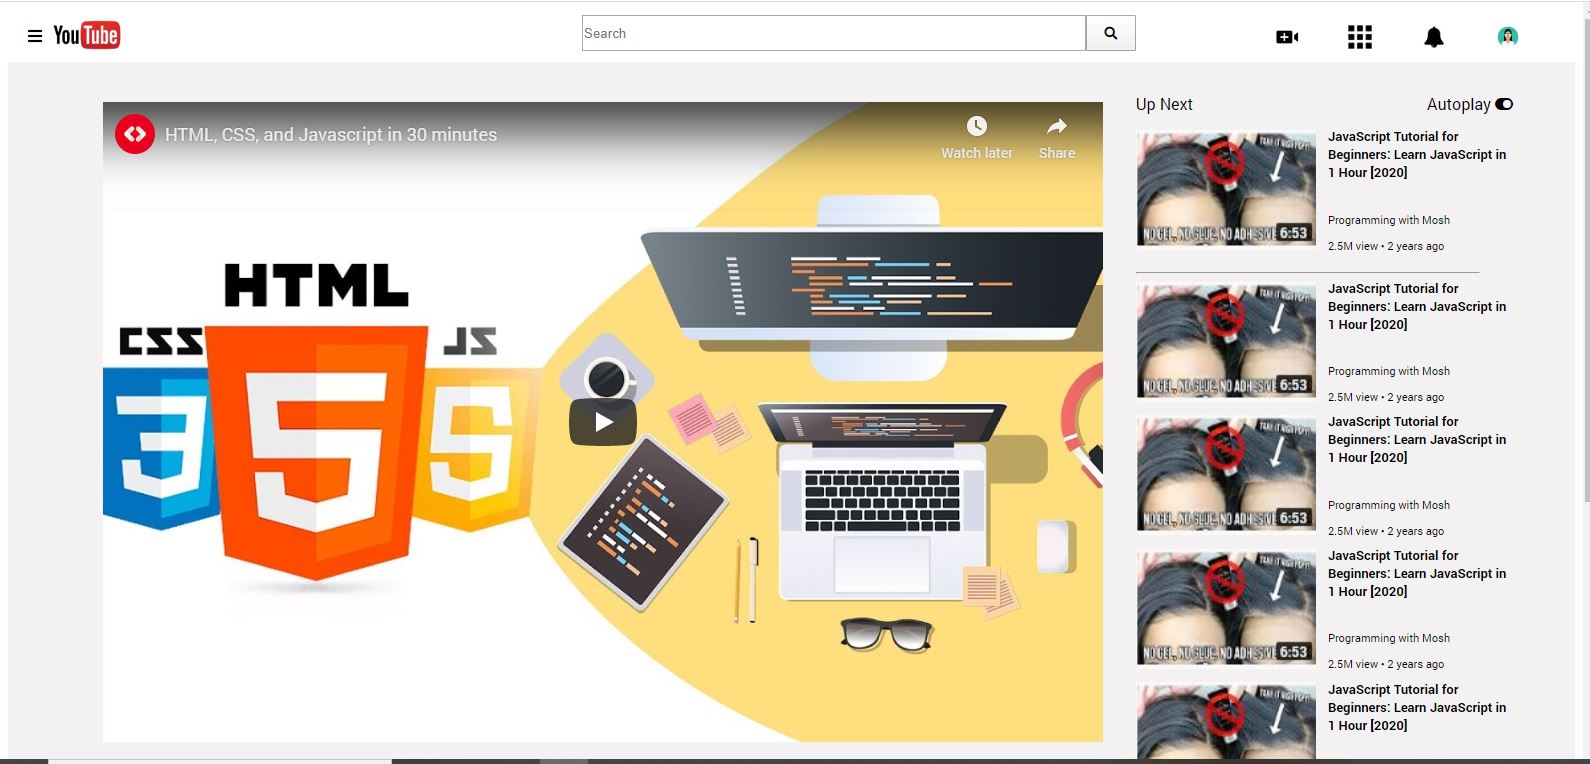 YouTube
Search
HTML, CSS, and Javascript in 30 minutes
Watch later
Share
HTML
CSS
JS
3
5
Up Next
Autoplay
JavaScript Tutorial for
Beginners: Learn JavaScript in
1 Hour [2020]
Programming with Mosh
2.5M view • 2 years ago
NO GEL, NO GLUE, NO ADHESIVE
6:53
JavaScript Tutorial for
Beginners: Learn JavaScript in
1 Hour [2020]
Programming with Mosh
2.5M view • 2 years ago
NO GEL, NO GLUE, NO ADHESIVE
6:53
JavaScript Tutorial for
Beginners: Learn JavaScript in
1 Hour [2020]
Programming with Mosh
2.5M view • 2 years ago
NO GEL, NO GLUE, NO ADHESIVE
6:53
JavaScript Tutorial for
Beginners: Learn JavaScript in
1 Hour [2020]
Programming with Mosh
2.5M view • 2 years ago
NO GEL, NO GLUE, NO ADHESIVE
6:53
JavaScript Tutorial for
Beginners: Learn JavaScript in
1 Hour [2020]